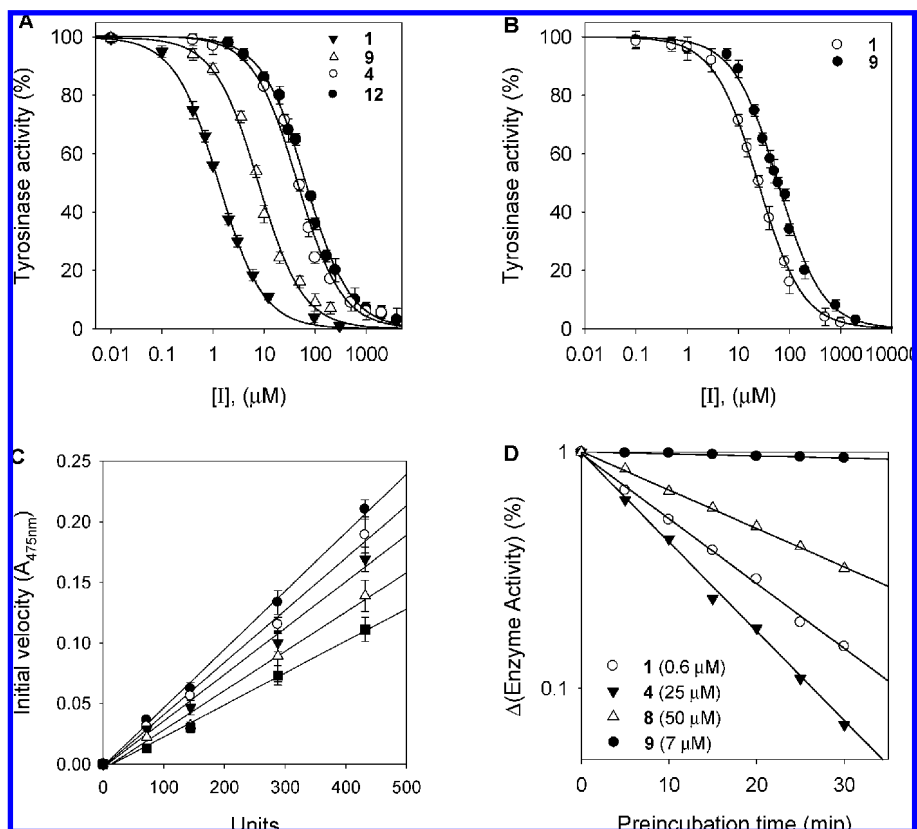 A
100
80
60
40
20
0
Tyrosinase activity (%)
1
9
4
12
0.01 0.1 1 10 100 1000
[I], (μM)
B
100
80
60
40
20
0
Tyrosinase activity (%)
1
9
0.01 0.1 1 10 100 1000 10000
[I], (μM)
C
0.25
0.20
0.15
0.10
0.05
0.00
Initial velocity (A475nm)
0 100 200 300 400 500
Units
D
1
0.1
Δ(Enzyme Activity) (%)
1 (0.6 μM)
4 (25 μM)
8 (50 μM)
9 (7 μM)
0 10 20 30
Preincubation time (min)